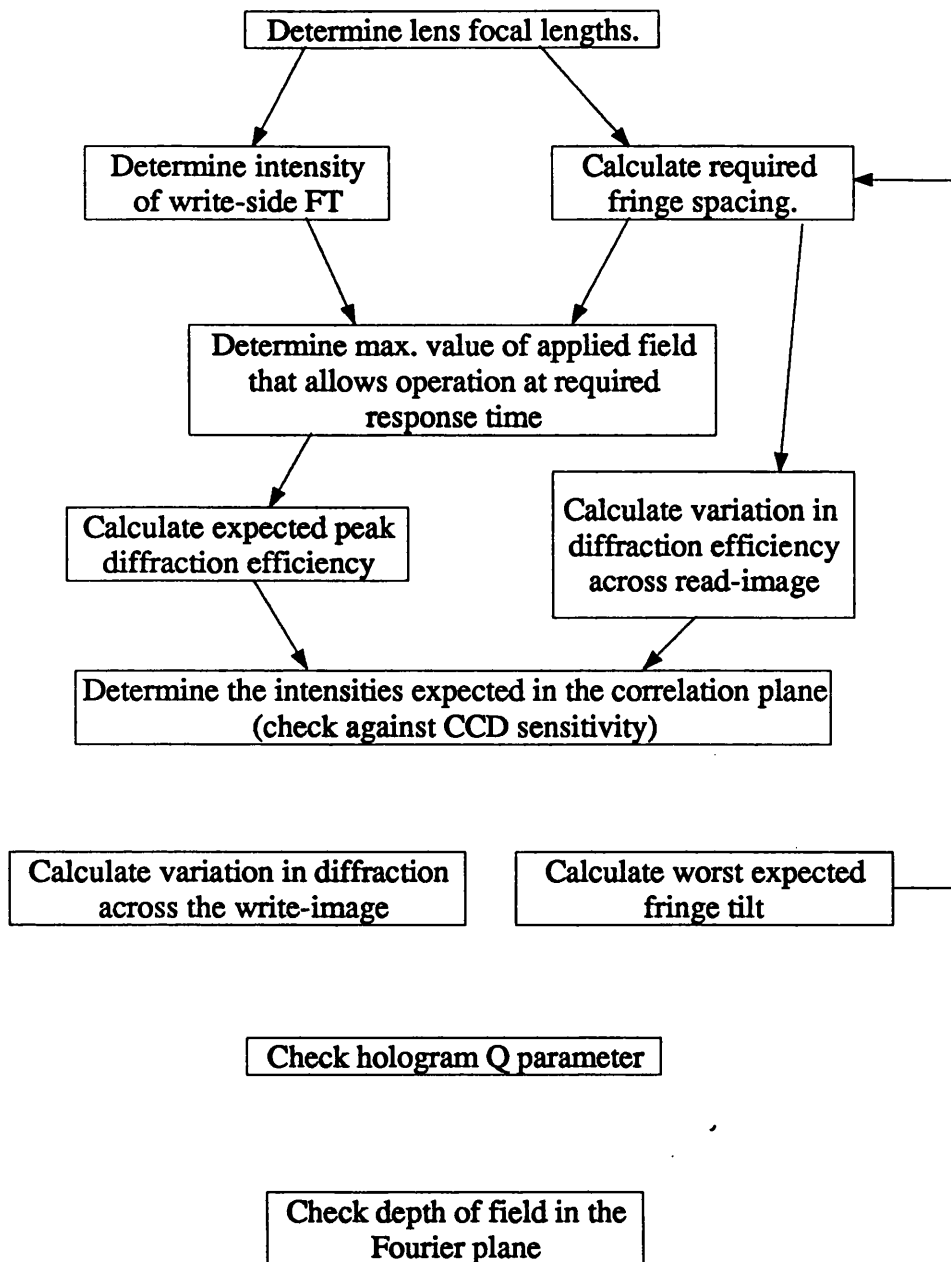 Determine lens focal lengths.
Determine intensity
of write-side FT
Calculate required
fringe spacing.
Determine max. value of applied field
that allows operation at required
response time
Calculate expected peak
diffraction efficiency
Calculate variation in
diffraction efficiency
across read-image
Determine the intensities expected in the correlation plane
(check against CCD sensitivity)
Calculate variation in diffraction
across the write-image
Calculate worst expected
fringe tilt
Check hologram Q parameter
Check depth of field in the
Fourier plane